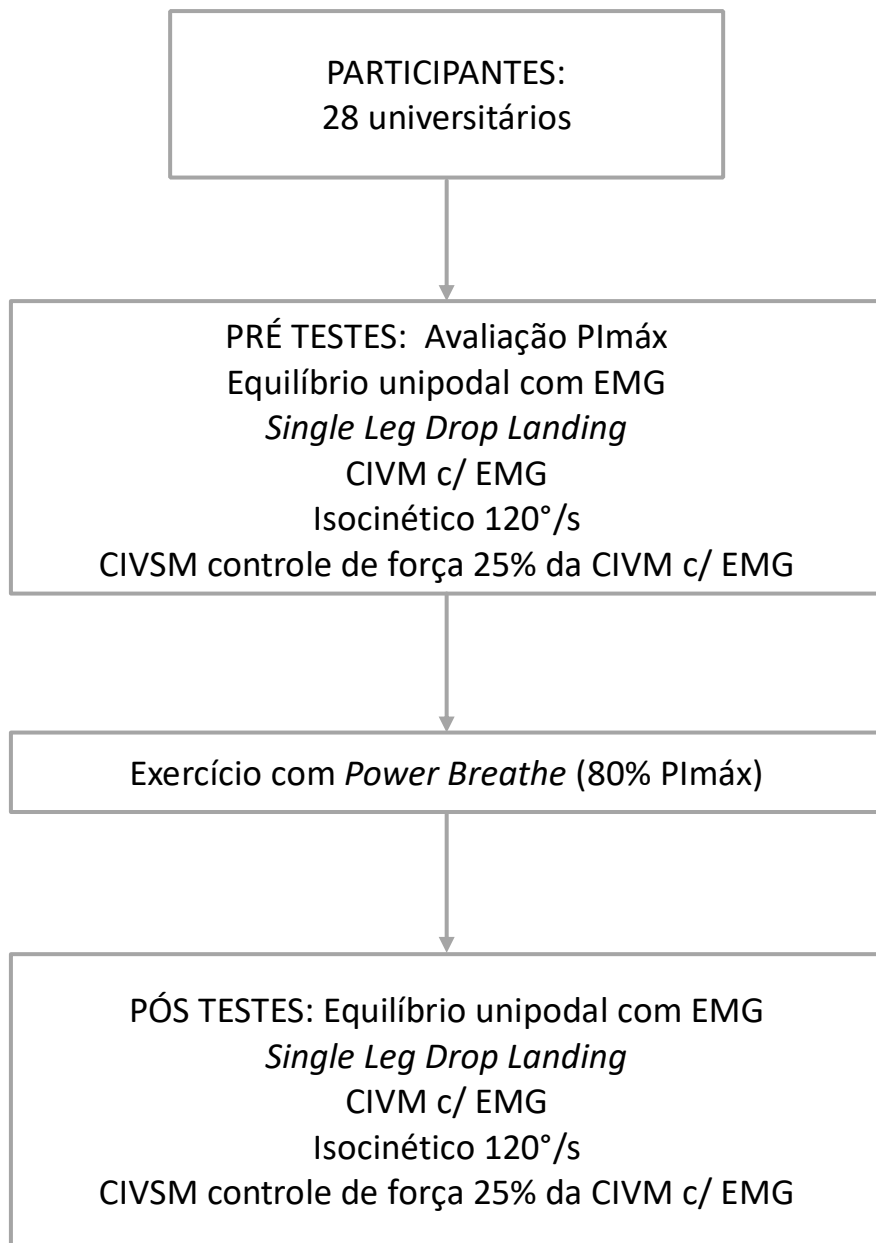 PARTICIPANTES:
28 universitários
PRÉ TESTES: Avaliação PImáx
Equilíbrio unipodal com EMG
Single Leg Drop Landing
CIVM c/ EMG
Isocinético 120°/s
CIVSM controle de força 25% da CIVM c/ EMG
Exercício com Power Breathe (80% PImáx)
PÓS TESTES: Equilíbrio unipodal com EMG
Single Leg Drop Landing
CIVM c/ EMG
Isocinético 120°/s
CIVSM controle de força 25% da CIVM c/ EMG